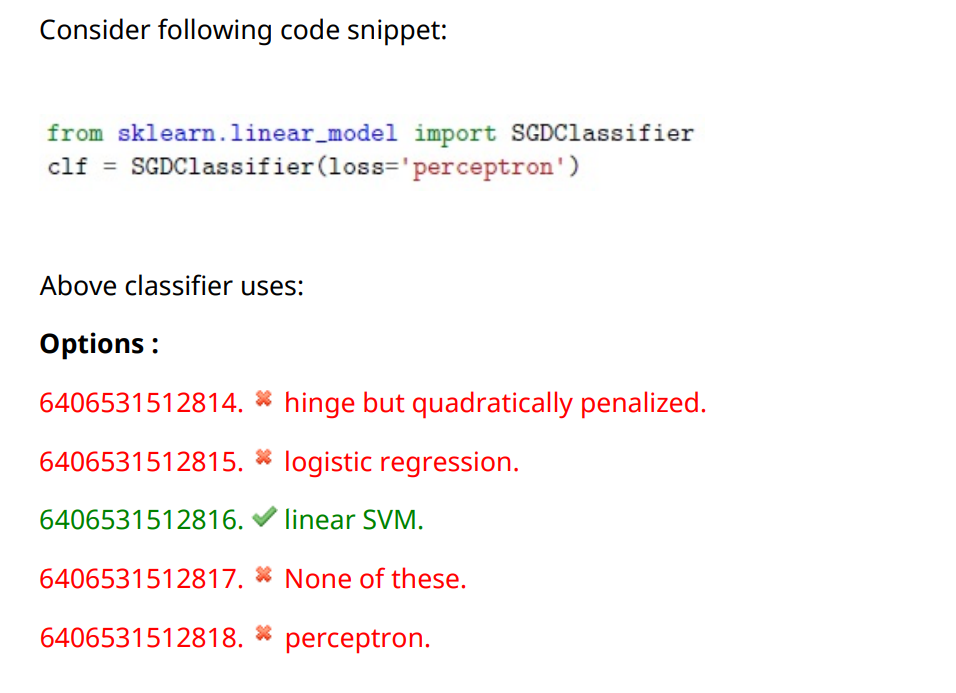 Consider following code snippet:
from sklearn.linear_model import SGDClassifier
clf = SGDClassifier(loss='perceptron')
Above classifier uses:
Options :
6406531512814. ✖ hinge but quadratically penalized.
6406531512815. ✖ logistic regression.
6406531512816. ✔ linear SVM.
6406531512817. ✖ None of these.
6406531512818. ✖ perceptron.